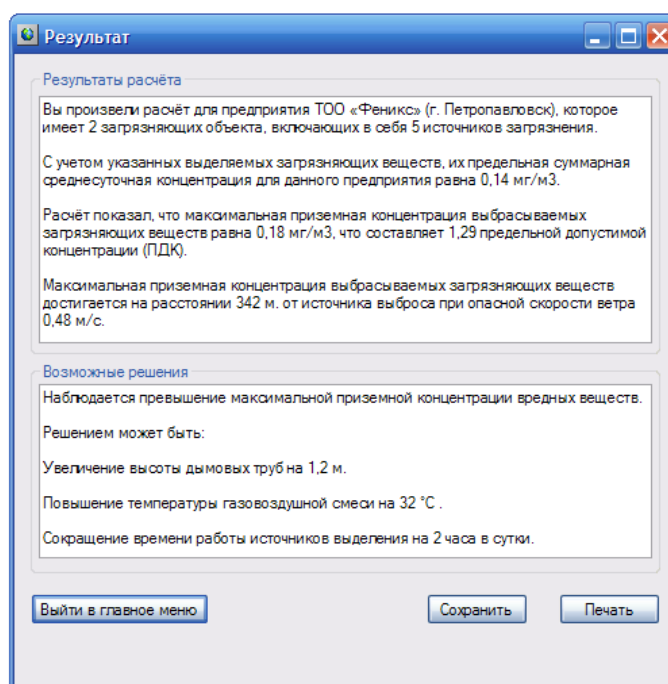 Результат
Результаты расчёта
Вы произвели расчёт для предприятия ТОО «Феникс» (г. Петропавловск), которое
имеет 2 загрязняющих объекта, включающих в себя 5 источников загрязнения.
С учетом указанных выделяемых загрязняющих веществ, их предельная суммарная
среднесуточная концентрация для данного предприятия равна 0,14 мг/м3.
Расчёт показал, что максимальная приземная концентрация выбрасываемых
загрязняющих веществ равна 0,18 мг/м3, что составляет 1,29 предельной допустимой
концентрации (ПДК).
Максимальная приземная концентрация выбрасываемых загрязняющих веществ
достигается на расстоянии 342 м. от источника выброса при опасной скорости ветра
0,48 м/с.
Возможные решения
Наблюдается превышение максимальной приземной концентрации вредных веществ.
Решением может быть:
Увеличение высоты дымовых труб на 1,2 м.
Повышение температуры газовоздушной смеси на 32 °С .
Сокращение времени работы источников выделения на 2 часа в сутки.
Выйти в главное меню Сохранить Печать